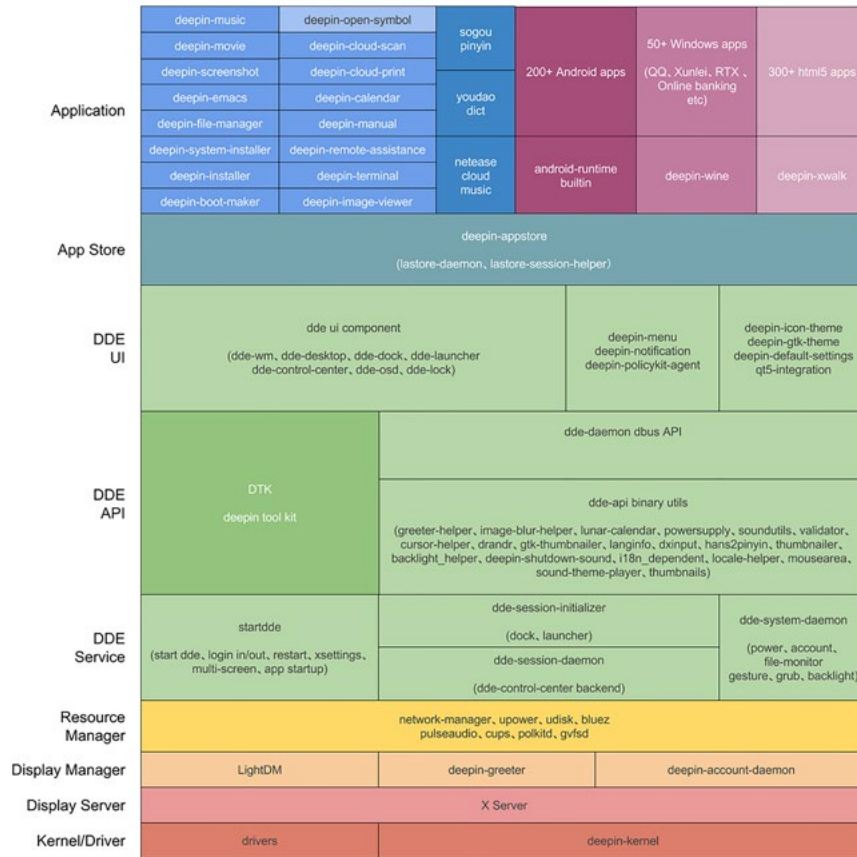 Application
deepin-music
deepin-movie
deepin-screenshot
deepin-emacs
deepin-file-manager
deepin-system-installer
deepin-installer
deepin-boot-maker
deepin-open-symbol
deepin-cloud-scan
deepin-cloud-print
deepin-calendar
deepin-manual
deepin-remote-assistance
deepin-terminal
deepin-image-viewer
sogou
pinyin
youdao
dict
netease
cloud
music
200+ Android apps
android-runtime
builtin
50+ Windows apps
(QQ、Xunlei、RTX 、
Online banking
etc)
deepin-wine
300+ html5 apps
deepin-xwalk
App Store
deepin-appstore
(lastore-daemon、lastore-session-helper）
DDE
UI
dde ui component
(dde-wm、dde-desktop、dde-dock、dde-launcher
dde-control-center、dde-osd、dde-lock)
deepin-menu
deepin-notification
deepin-policykit-agent
deepin-icon-theme
deepin-gtk-theme
deepin-default-settings
qt5-integration
DDE
API
DTK
deepin tool kit
dde-daemon dbus API
dde-api binary utils
(greeter-helper、image-blur-helper、lunar-calendar、powersupply、soundutils、validator、
cursor-helper、drandr、gtk-thumbnailer、langinfo、dxinput、hans2pinyin、thumbnailer、
backlight_helper、deepin-shutdown-sound、i18n_dependent、locale-helper、mousearea、
sound-theme-player、thumbnails)
DDE
Service
startdde
(start dde、login in/out、restart、xsettings、
multi-screen、app startup)
dde-session-initializer
(dock、launcher)
dde-session-daemon
(dde-control-center backend)
dde-system-daemon
(power、account、
file-monitor
gesture、grub、backlight)
Resource
Manager
network-manager、upower、udisk、bluez
pulseaudio、cups、polkitd、gvfsd
Display Manager
LightDM
deepin-greeter
deepin-account-daemon
Display Server
X Server
Kernel/Driver
drivers
deepin-kernel